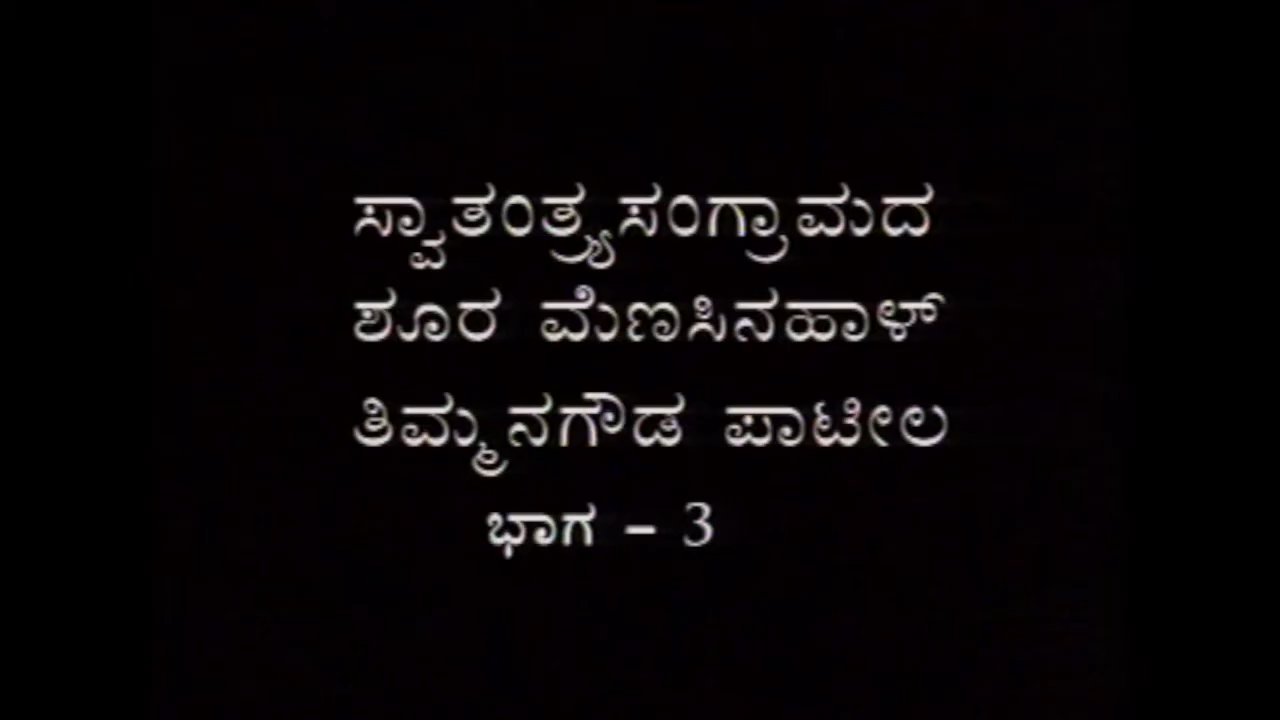 ಸ್ವಾತಂತ್ರ್ಯಸಂಗ್ರಾಮದ
ಶೂರ ಮೆಣಸಿನಹಾಳ್
ತಿಮ್ಮನಗೌಡ ಪಾಟೀಲ
ಭಾಗ – 3